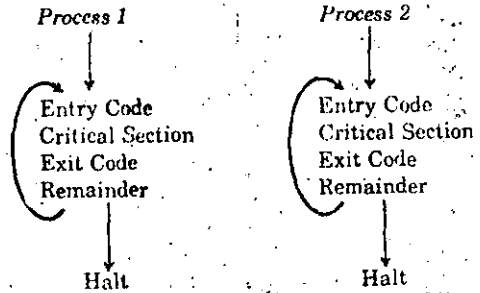 Process 1
Entry Code
Critical Section
Exit Code
Remainder
Halt
Process 2
Entry Code
Critical Section
Exit Code
Remainder
Halt